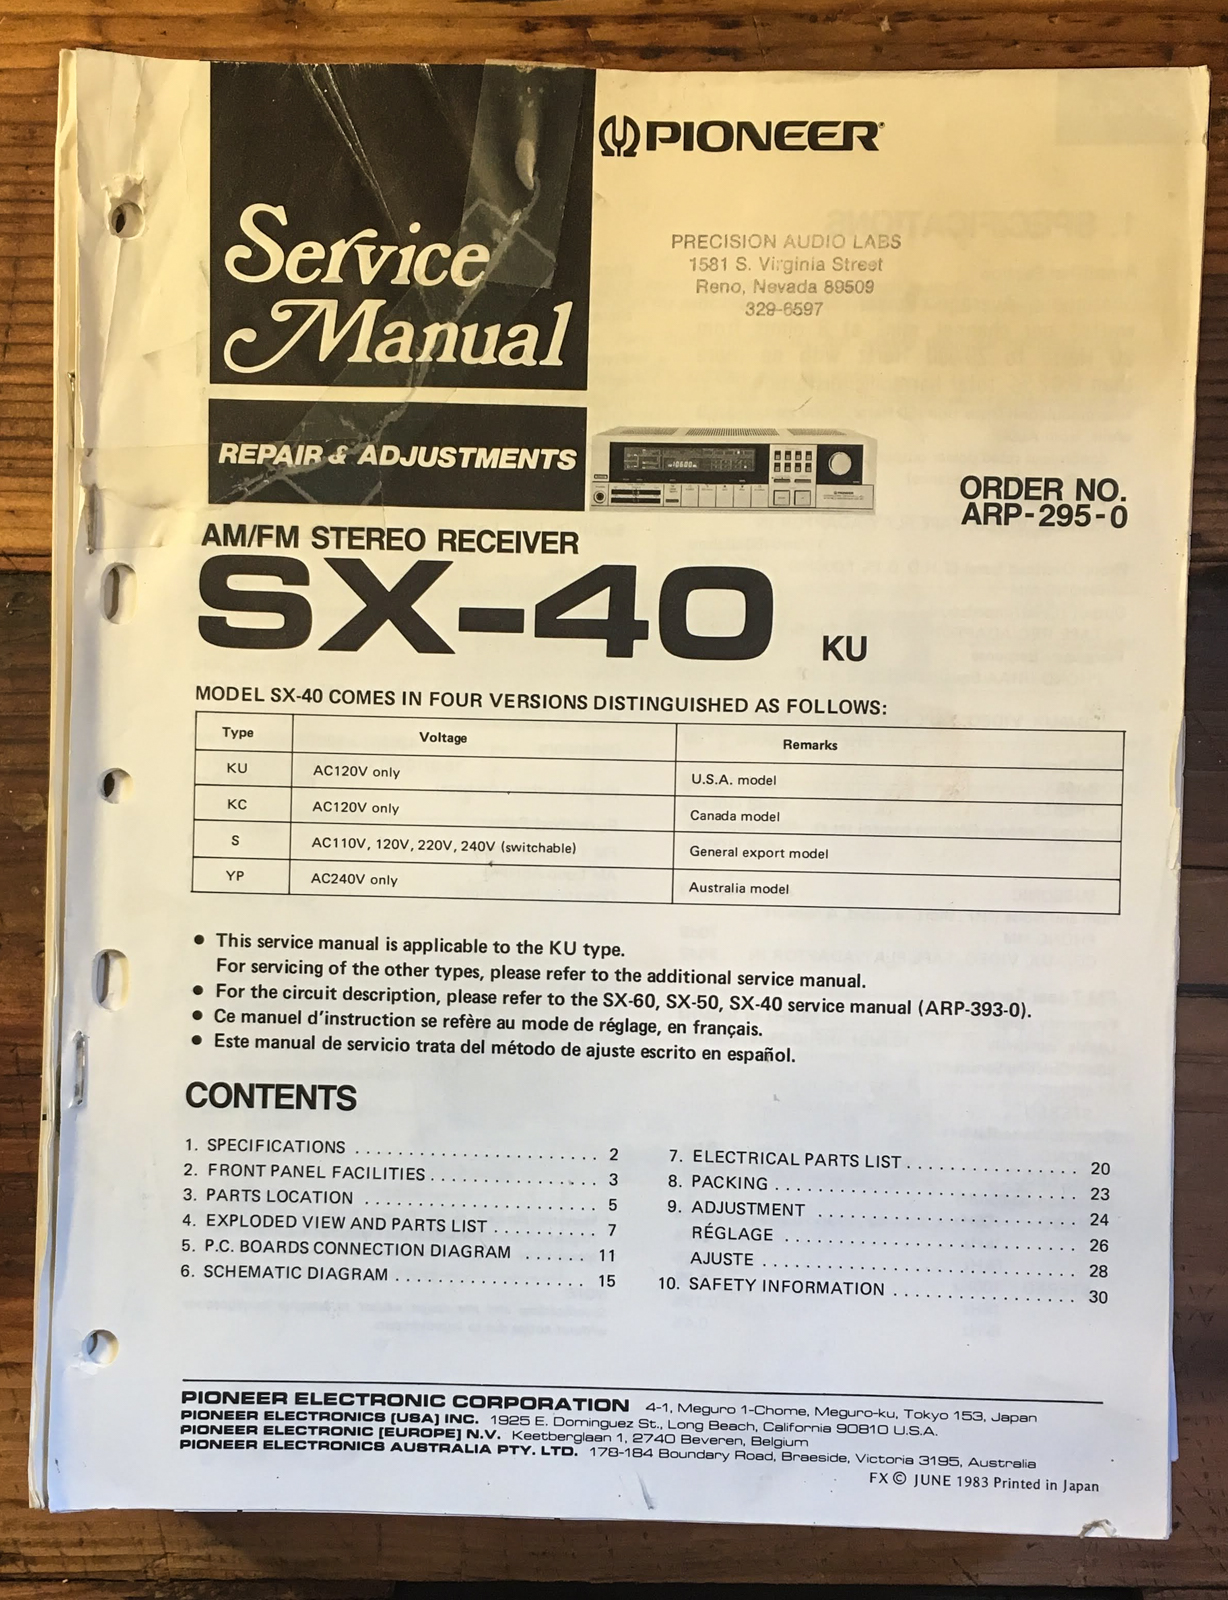 PIONEER
PRECISION AUDIO LABS
1581 S. Virginia Street
Reno, Nevada 89509
329-6597
Service
Manual
REPAIR & ADJUSTMENTS
ORDER NO.
ARP-295-0
AM/FM STEREO RECEIVER
SX-40 KU
MODEL SX-40 COMES IN FOUR VERSIONS DISTINGUISHED AS FOLLOWS:
Type Voltage Remarks
KU AC120V only U.S.A. model
KC AC120V only Canada model
S AC110V, 120V, 220V, 240V (switchable) General export model
YP AC240V only Australia model
● This service manual is applicable to the KU type.
For servicing of the other types, please refer to the additional service manual.
● For the circuit description, please refer to the SX-60, SX-50, SX-40 service manual (ARP-393-0).
● Ce manuel d'instruction se refère au mode de réglage, en français.
● Este manual de servicio trata del método de ajuste escrito en español.
CONTENTS
1. SPECIFICATIONS . . . . . . . . . . . . . . . . . . . . . . . . 2
2. FRONT PANEL FACILITIES . . . . . . . . . . . . . . . . . 3
3. PARTS LOCATION . . . . . . . . . . . . . . . . . . . . . . . 5
4. EXPLODED VIEW AND PARTS LIST . . . . . . . . . . 7
5. P.C. BOARDS CONNECTION DIAGRAM . . . . . . 11
6. SCHEMATIC DIAGRAM . . . . . . . . . . . . . . . . . . . 15
7. ELECTRICAL PARTS LIST . . . . . . . . . . . . . . . . . 20
8. PACKING . . . . . . . . . . . . . . . . . . . . . . . . . . . . . . 23
9. ADJUSTMENT . . . . . . . . . . . . . . . . . . . . . . . . . . 24
RÉGLAGE . . . . . . . . . . . . . . . . . . . . . . . . . . . . . 26
AJUSTE . . . . . . . . . . . . . . . . . . . . . . . . . . . . . . . 28
10. SAFETY INFORMATION . . . . . . . . . . . . . . . . . . 30
PIONEER ELECTRONIC CORPORATION 4-1, Meguro 1-Chome, Meguro-ku, Tokyo 153, Japan
PIONEER ELECTRONICS [USA] INC. 1925 E. Dominguez St., Long Beach, California 90810 U.S.A.
PIONEER ELECTRONIC [EUROPE] N.V. Keetberglaan 1, 2740 Beveren, Belgium
PIONEER ELECTRONICS AUSTRALIA PTY. LTD. 178-184 Boundary Road, Braeside, Victoria 3195, Australia
FX © JUNE 1983 Printed in Japan